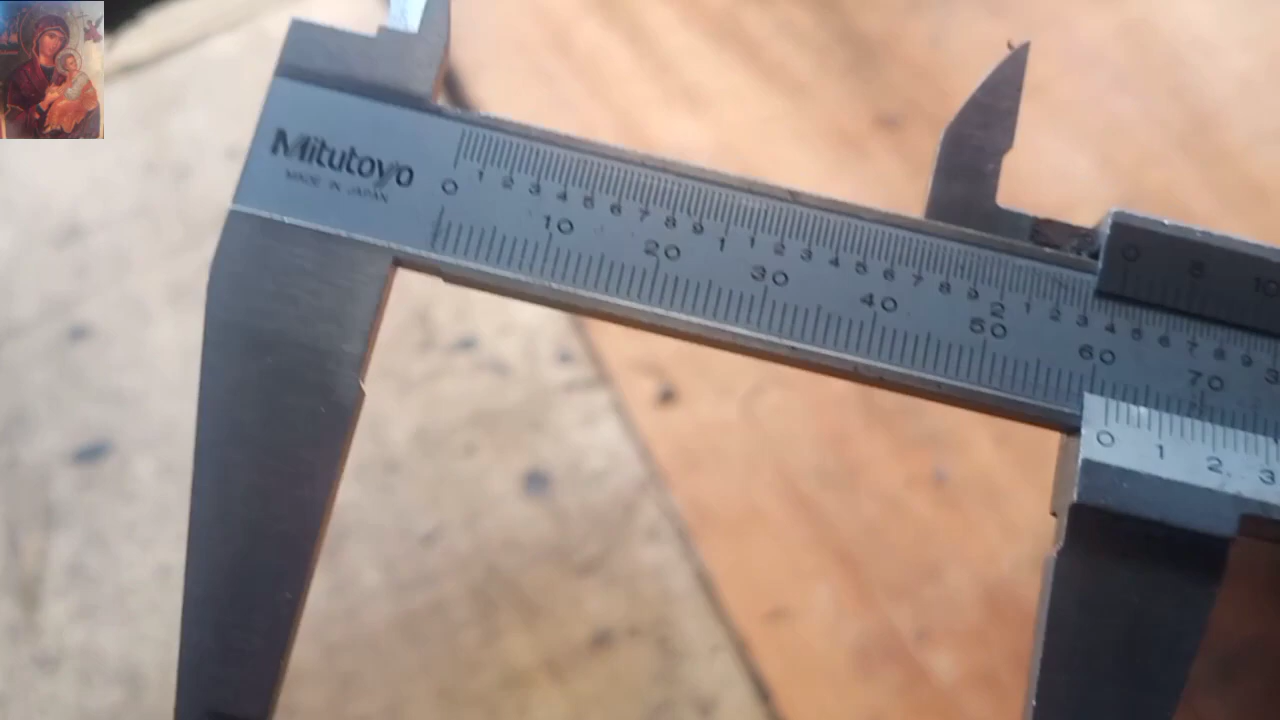 Mitutoyo
MADE IN JAPAN
0 1 2 3 4 5 6 7 8 9 1 1 2 3 4 5 6 7 8 9 2 1 2 3 4 5 6 7 8 9 3
10 20 30 40 50 60 70
0 5 10
0 1 2 3